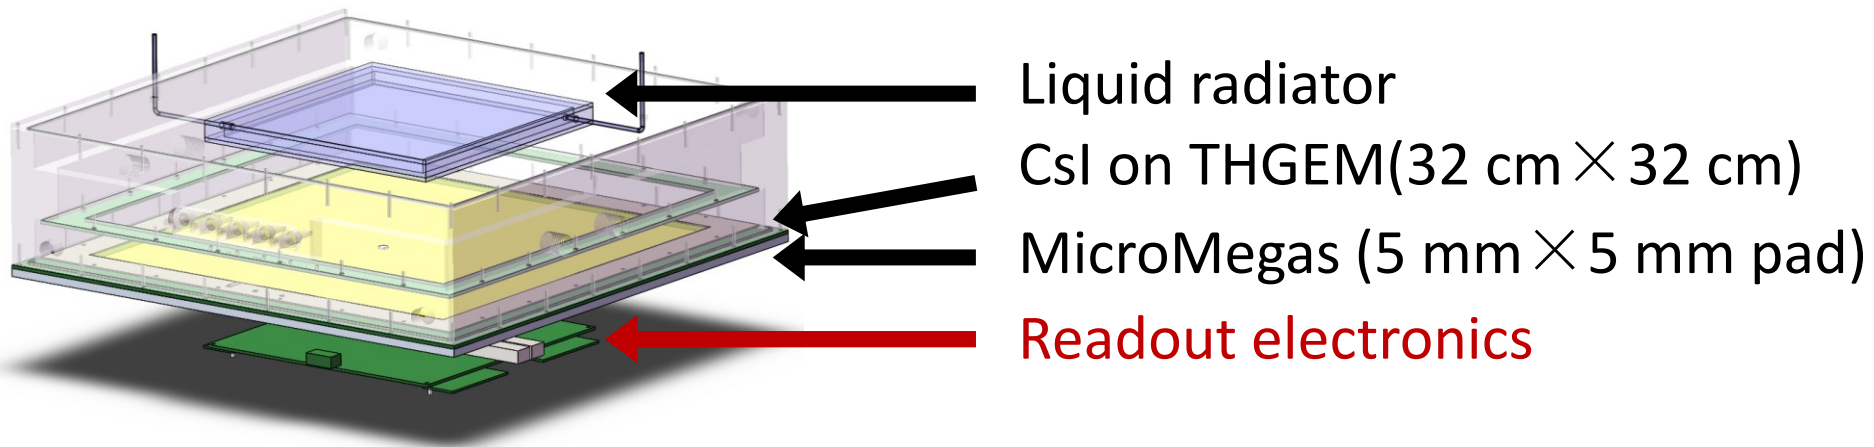 Liquid radiator
CsI on THGEM(32 cm×32 cm)
MicroMegas (5 mm×5 mm pad)
Readout electronics